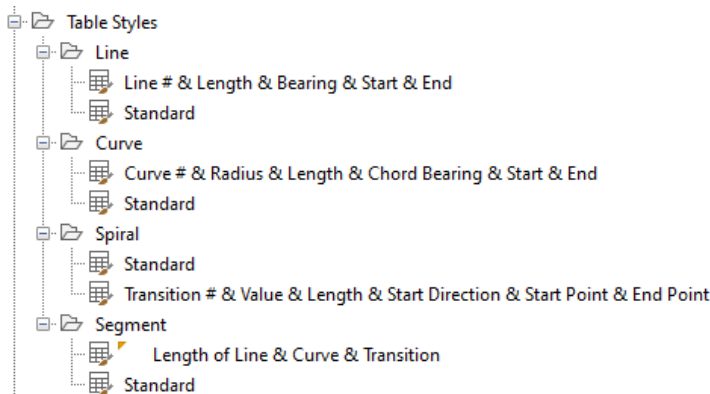 Table Styles
Line
Line # & Length & Bearing & Start & End
Standard
Curve
Curve # & Radius & Length & Chord Bearing & Start & End
Standard
Spiral
Standard
Transition # & Value & Length & Start Direction & Start Point & End Point
Segment
Length of Line & Curve & Transition
Standard